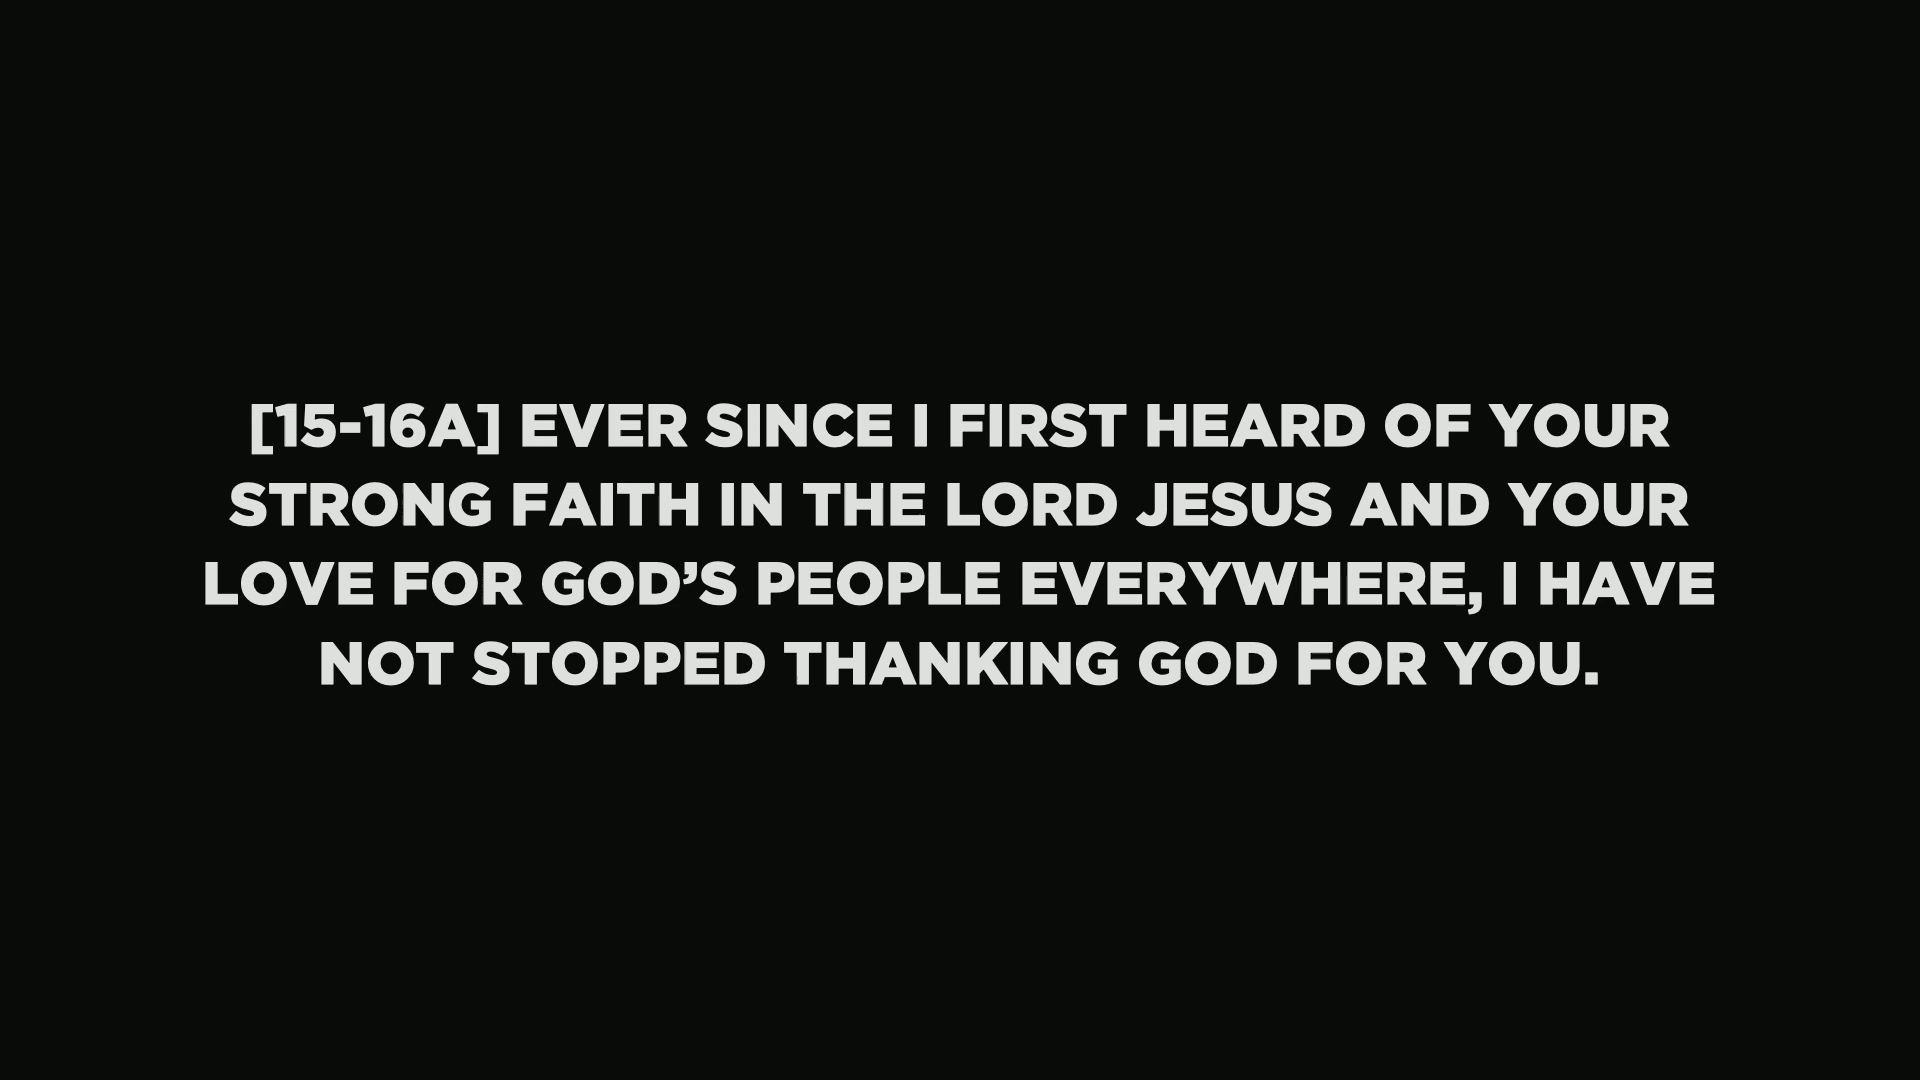 [15-16A] EVER SINCE I FIRST HEARD OF YOUR
STRONG FAITH IN THE LORD JESUS AND YOUR
LOVE FOR GOD’S PEOPLE EVERYWHERE, I HAVE
NOT STOPPED THANKING GOD FOR YOU.